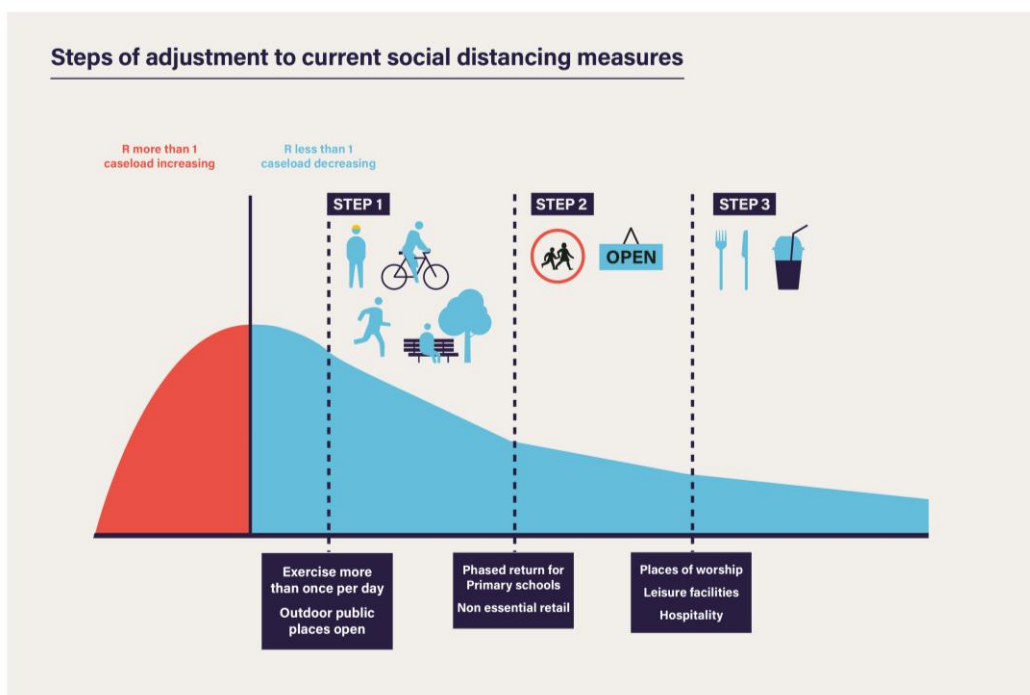 Steps of adjustment to current social distancing measures
R more than 1
caseload increasing
R less than 1
caseload decreasing
STEP 1
STEP 2
STEP 3
OPEN
Exercise more
than once per day
Outdoor public
places open
Phased return for
Primary schools
Non essential retail
Places of worship
Leisure facilities
Hospitality